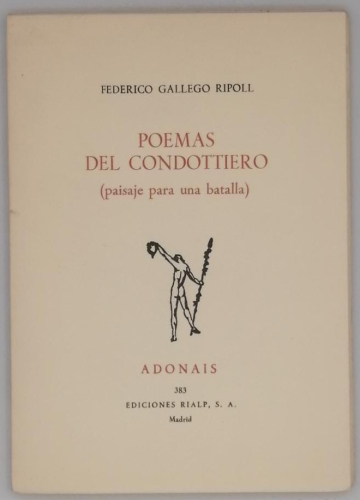 FEDERICO GALLEGO RIPOLL
POEMAS
DEL CONDOTTIERO
(paisaje para una batalla)
ADONAIS
383
EDICIONES RIALP, S. A.
Madrid